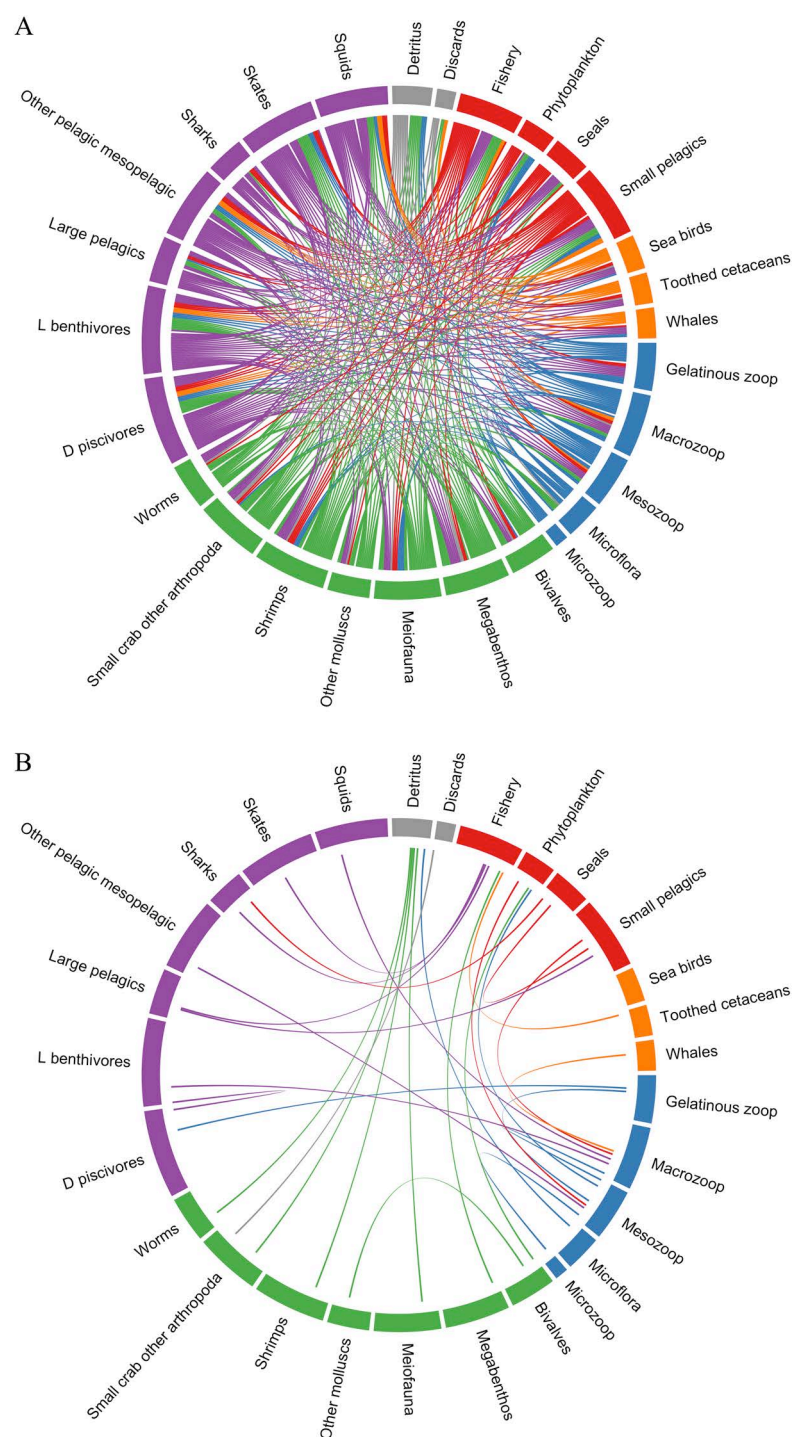 A
Detritus
Discards
Fishery
Phytoplankton
Seals
Small pelagics
Sea birds
Toothed cetaceans
Whales
Gelatinous zoop
Macrozoop
Mesozoop
Microflora
Microzoop
Bivalves
Megabenthos
Meiofauna
Other molluscs
Shrimps
Small crab other arthropoda
Worms
D piscivores
L benthivores
Large pelagics
Other pelagic mesopelagic
Sharks
Skates
Squids
B
Detritus
Discards
Fishery
Phytoplankton
Seals
Small pelagics
Sea birds
Toothed cetaceans
Whales
Gelatinous zoop
Macrozoop
Mesozoop
Microflora
Microzoop
Bivalves
Megabenthos
Meiofauna
Other molluscs
Shrimps
Small crab other arthropoda
Worms
D piscivores
L benthivores
Large pelagics
Other pelagic mesopelagic
Sharks
Skates
Squids